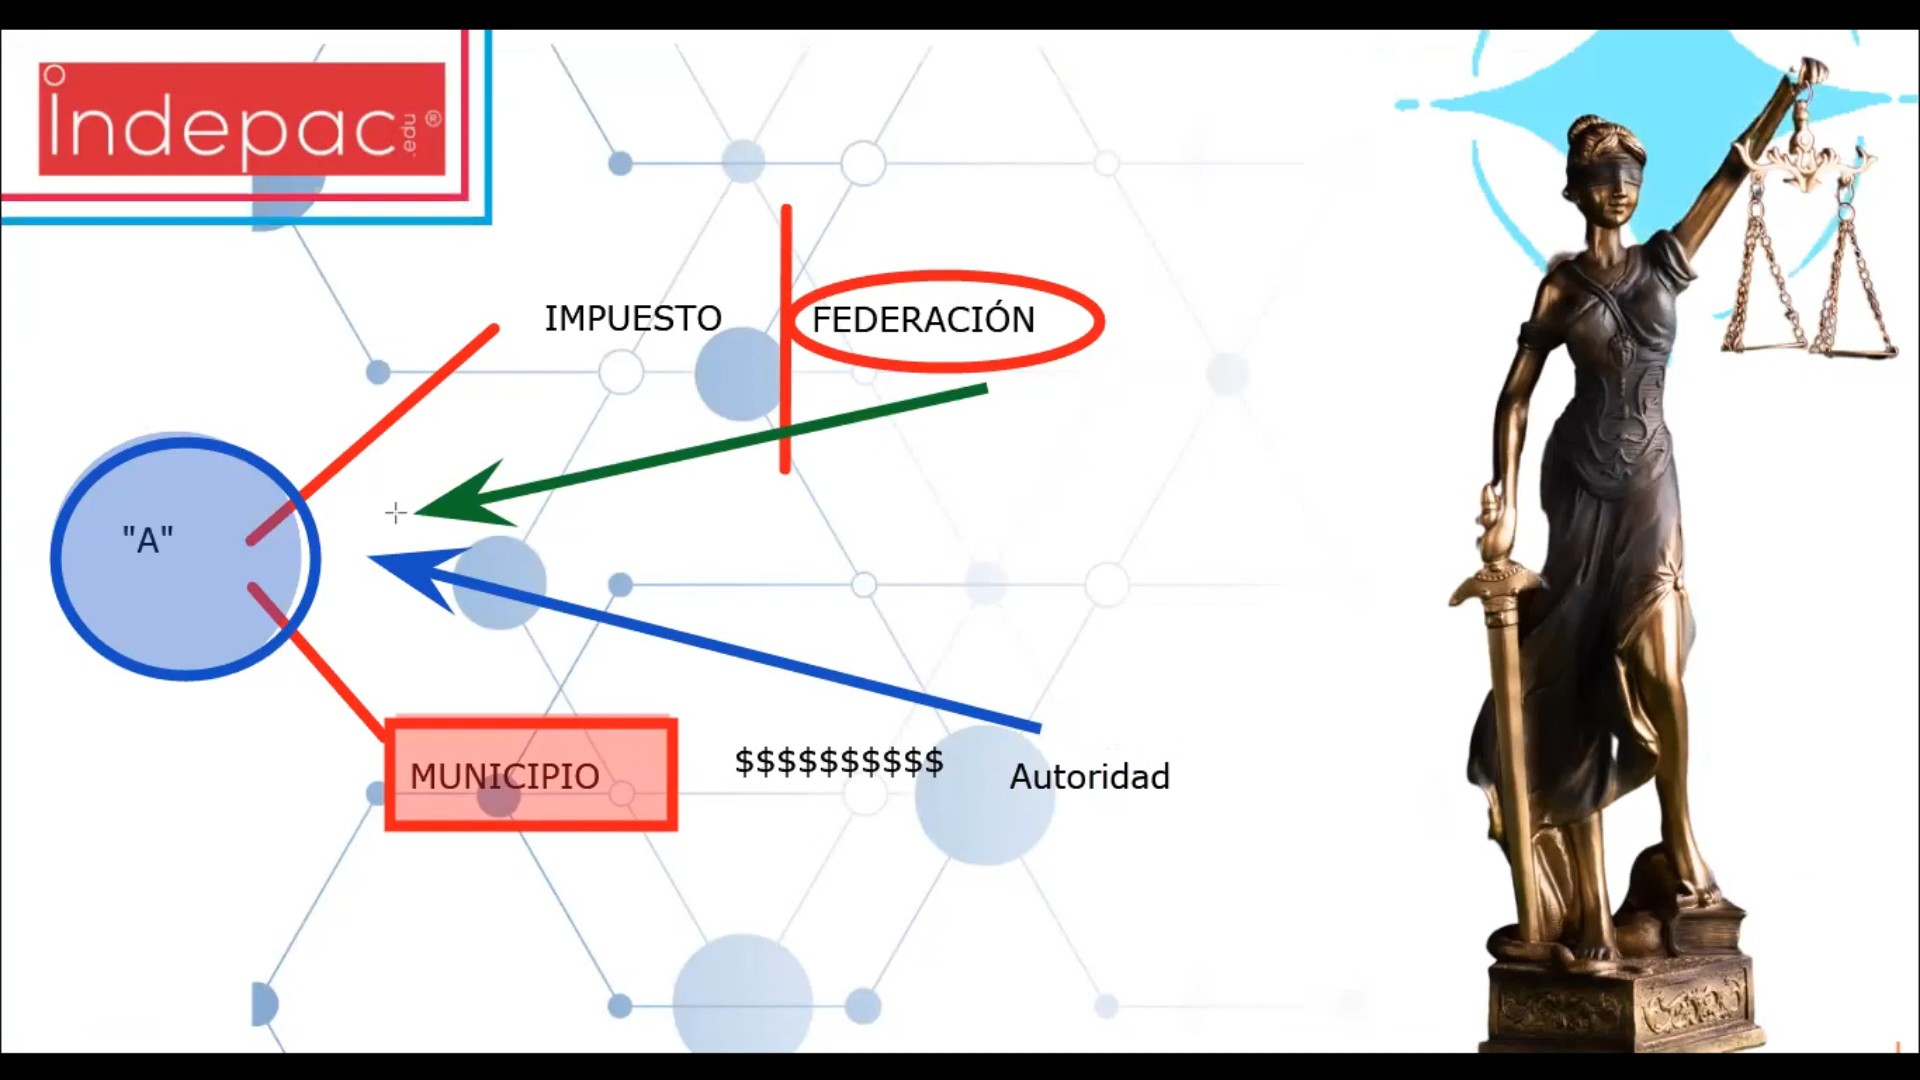 indepac .edu ®
IMPUESTO
FEDERACIÓN
"A"
MUNICIPIO
$$$$$$$$$$
Autoridad